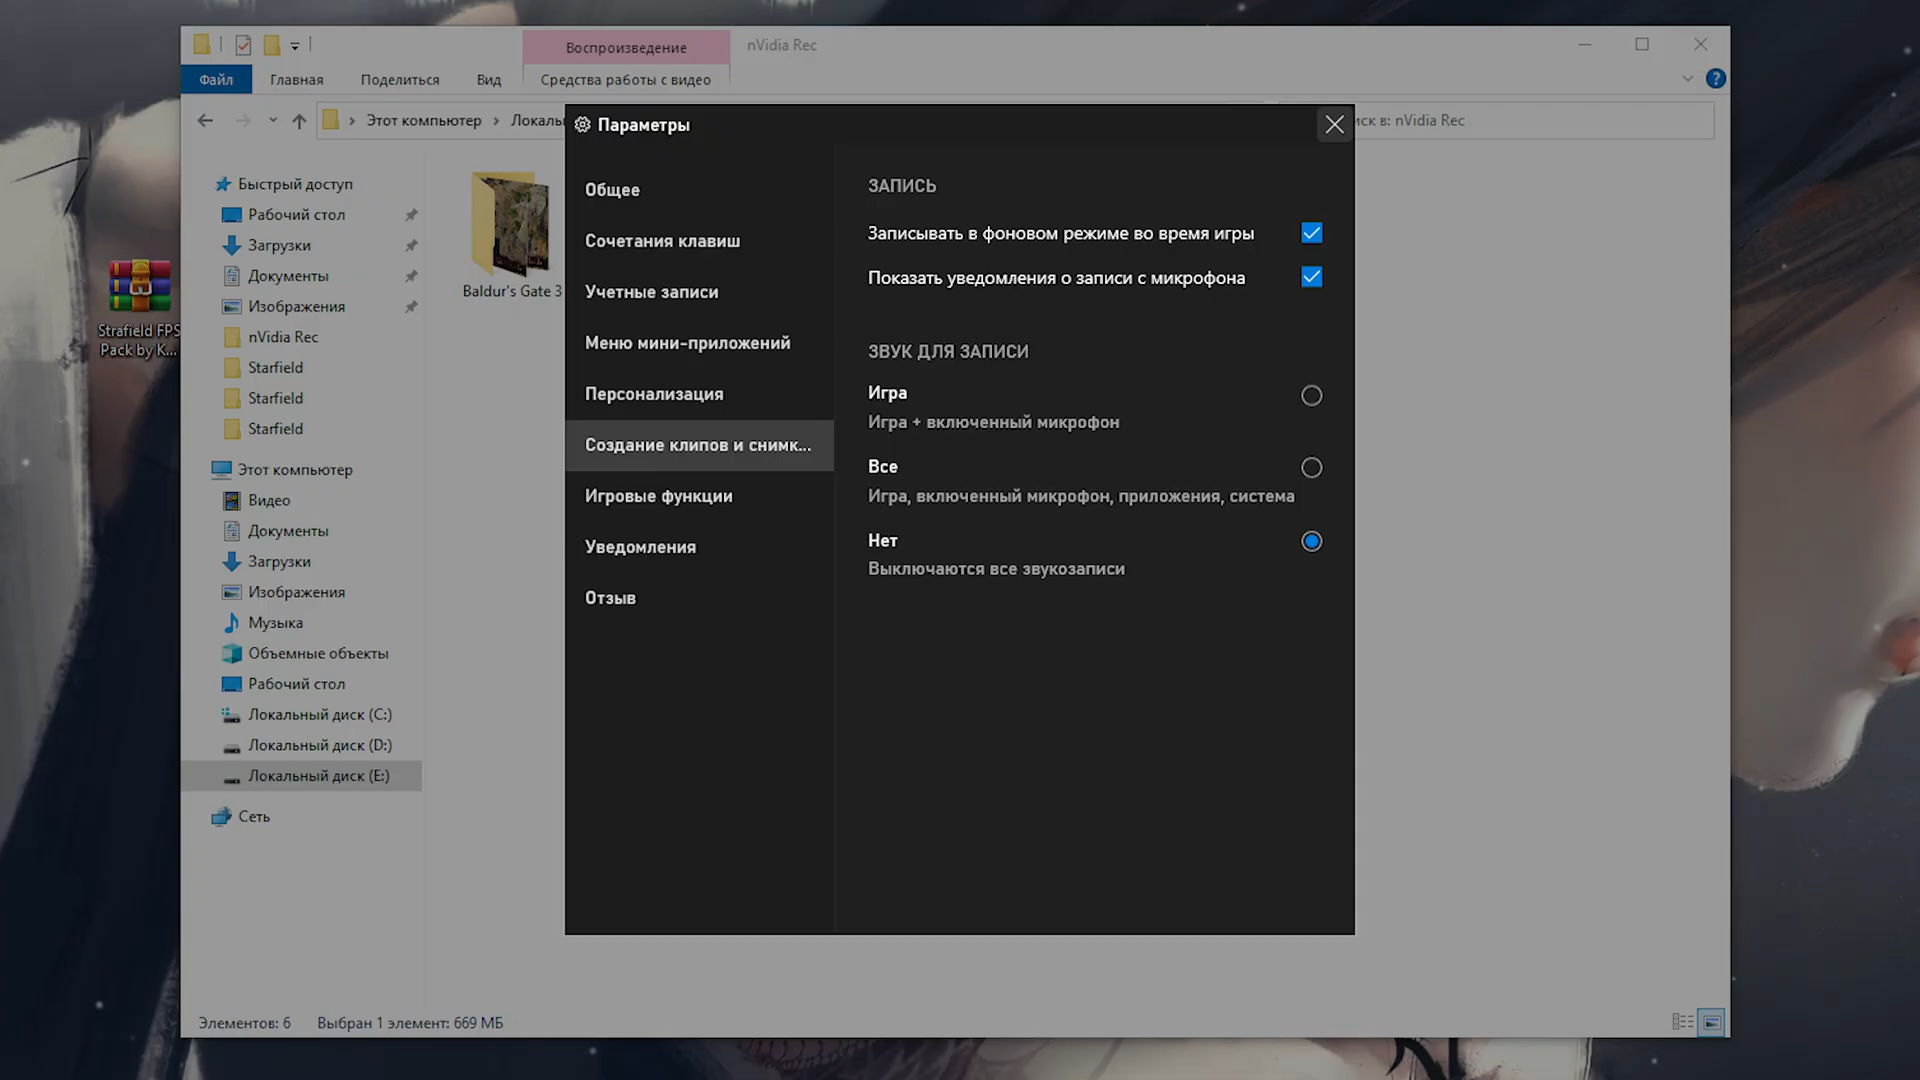 Воспроизведение
nVidia Rec
Файл
Главная
Поделиться
Вид
Средства работы с видео
Этот компьютер
Локаль
ск в: nVidia Rec
Быстрый доступ
Рабочий стол
Загрузки
Документы
Изображения
nVidia Rec
Starfield
Starfield
Starfield
Этот компьютер
Видео
Документы
Загрузки
Изображения
Музыка
Объемные объекты
Рабочий стол
Локальный диск (C:)
Локальный диск (D:)
Локальный диск (E:)
Сеть
Strafield FPS
Pack by K...
Baldur's Gate 3
Параметры
Общее
Сочетания клавиш
Учетные записи
Меню мини-приложений
Персонализация
Создание клипов и снимк...
Игровые функции
Уведомления
Отзыв
ЗАПИСЬ
Записывать в фоновом режиме во время игры
Показать уведомления о записи с микрофона
ЗВУК ДЛЯ ЗАПИСИ
Игра
Игра + включенный микрофон
Все
Игра, включенный микрофон, приложения, система
Нет
Выключаются все звукозаписи
Элементов: 6
Выбран 1 элемент: 669 МБ